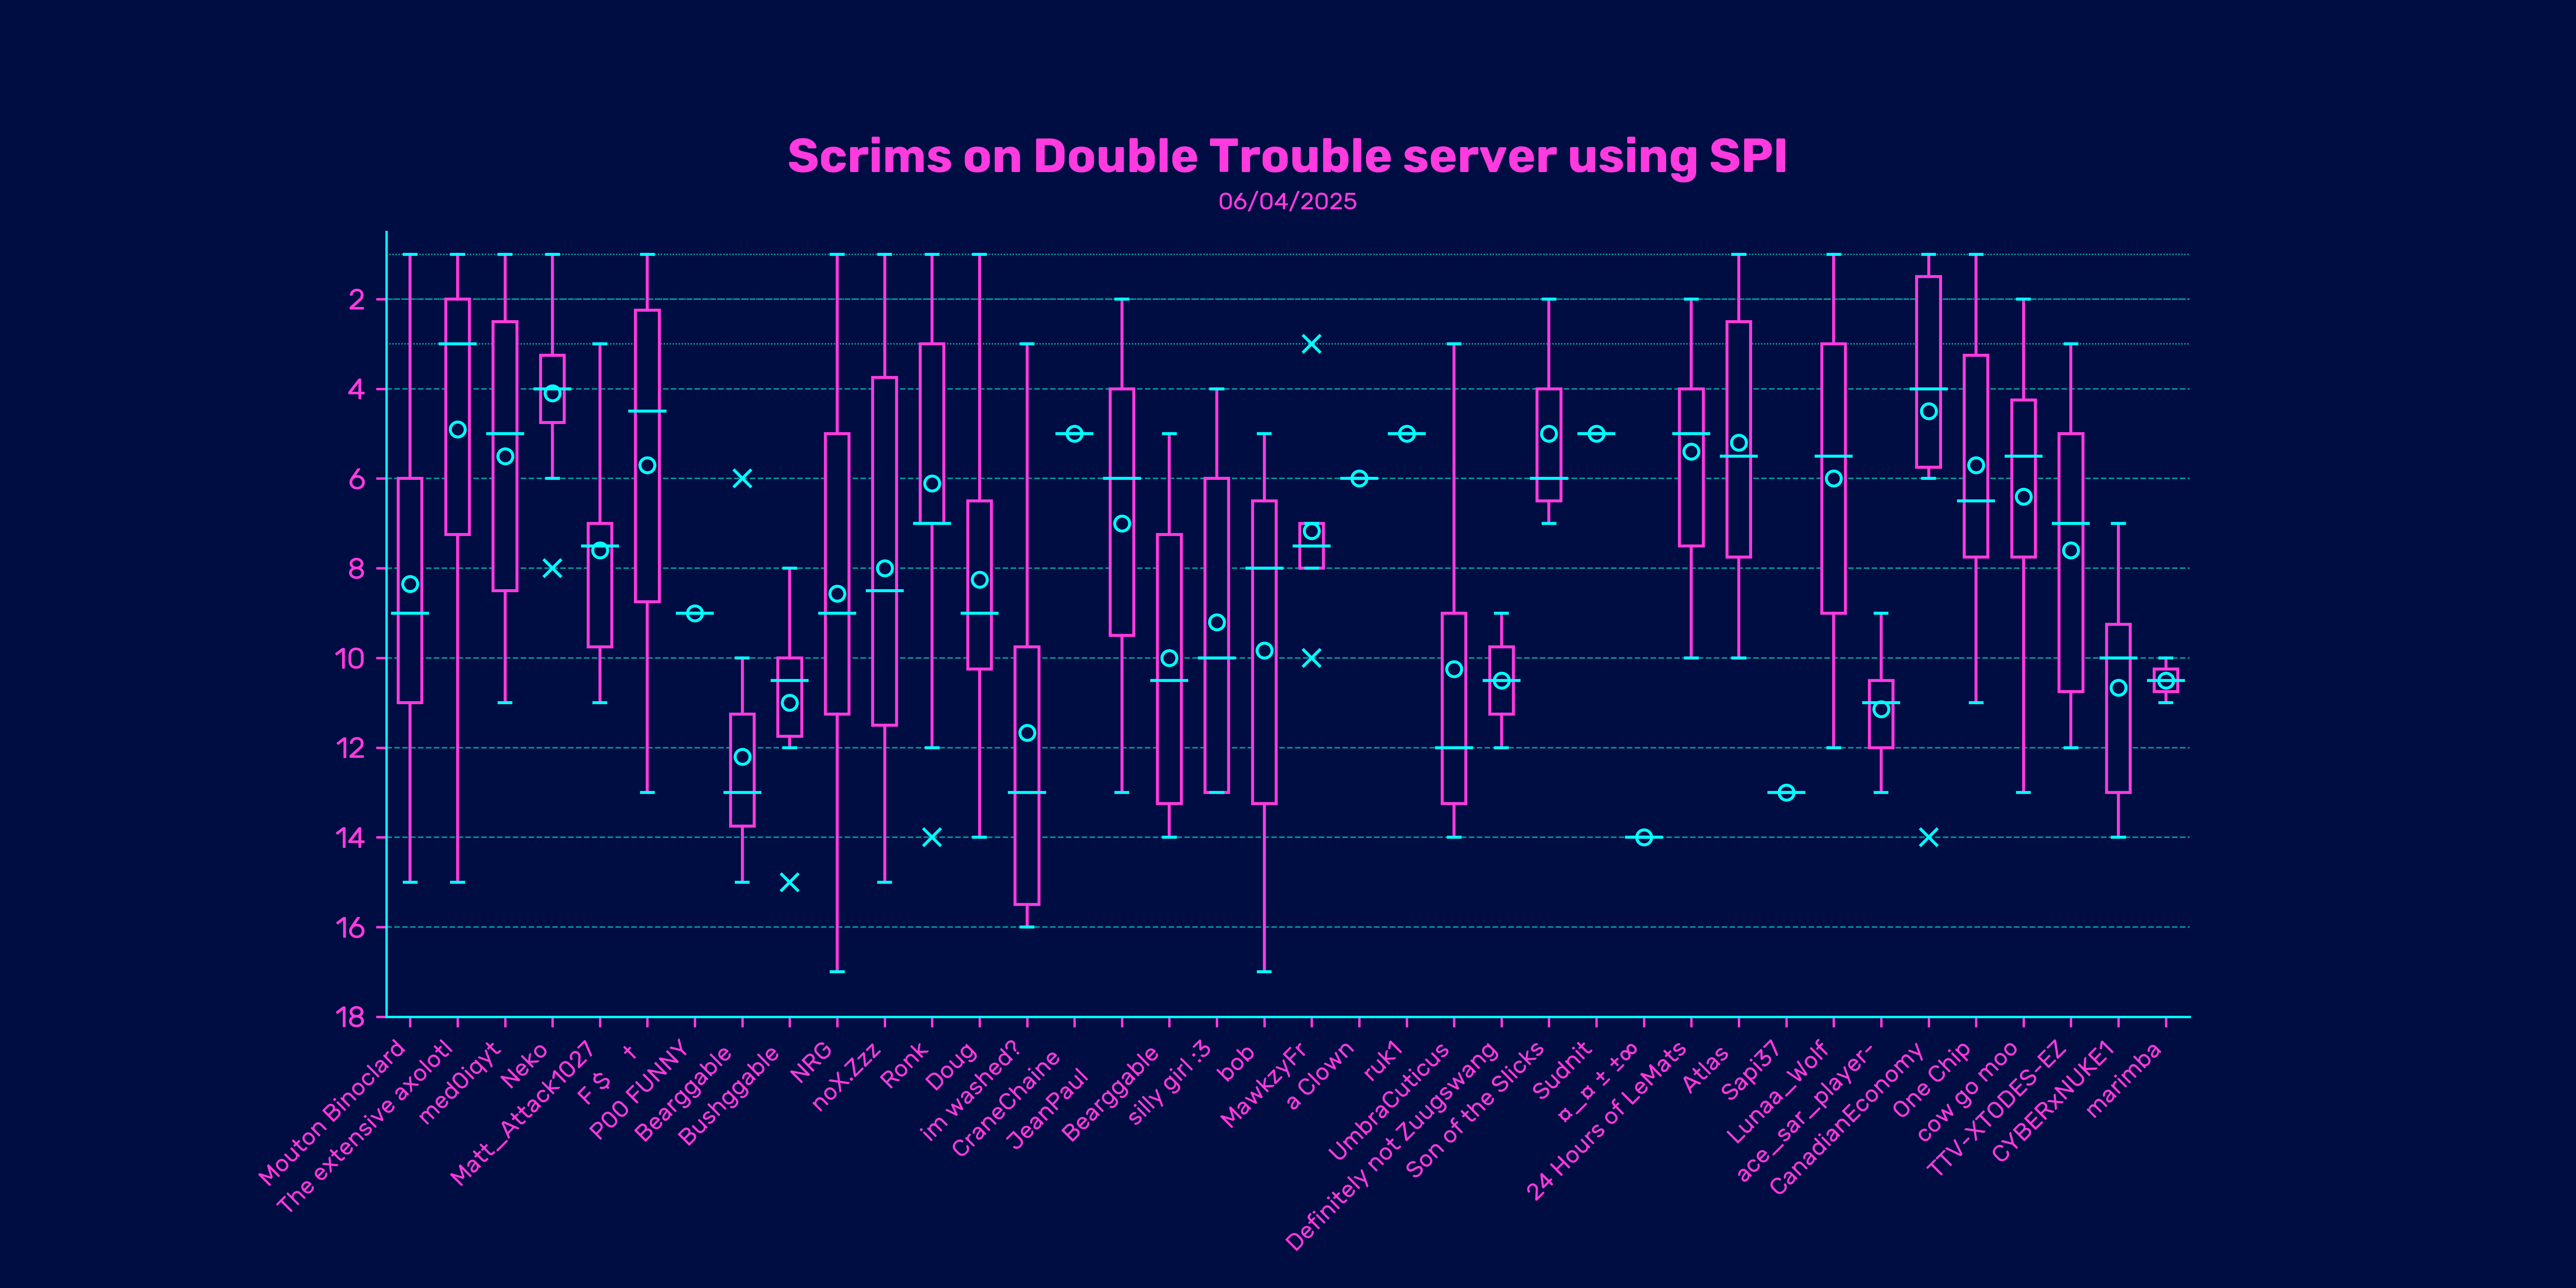 Scrims on Double Trouble server using SPI
06/04/2025
2
4
6
8
10
12
14
16
18
Mouton Binoclard
The extensive axolotl
med0iqyt
Neko
Matt_Attack1027
F $ †
P00 FUNNY
Bearggable
Bushggable
NRG
noX.Zzz
Ronk
Doug
im washed?
CraneChaine
JeanPaul
Bearggable
silly girl :3
bob
MawkzyFr
a Clown
ruk1
UmbraCuticus
Definitely not Zuugswang
Son of the Slicks
Sudnit
¤_¤ ± ±∞
24 Hours of LeMats
Atlas
Sapi37
Lunaa_Wolf
ace_sar_player-
CanadianEconomy
One Chip
cow go moo
TTV-XTODES-EZ
CYBERxNUKE1
marimba